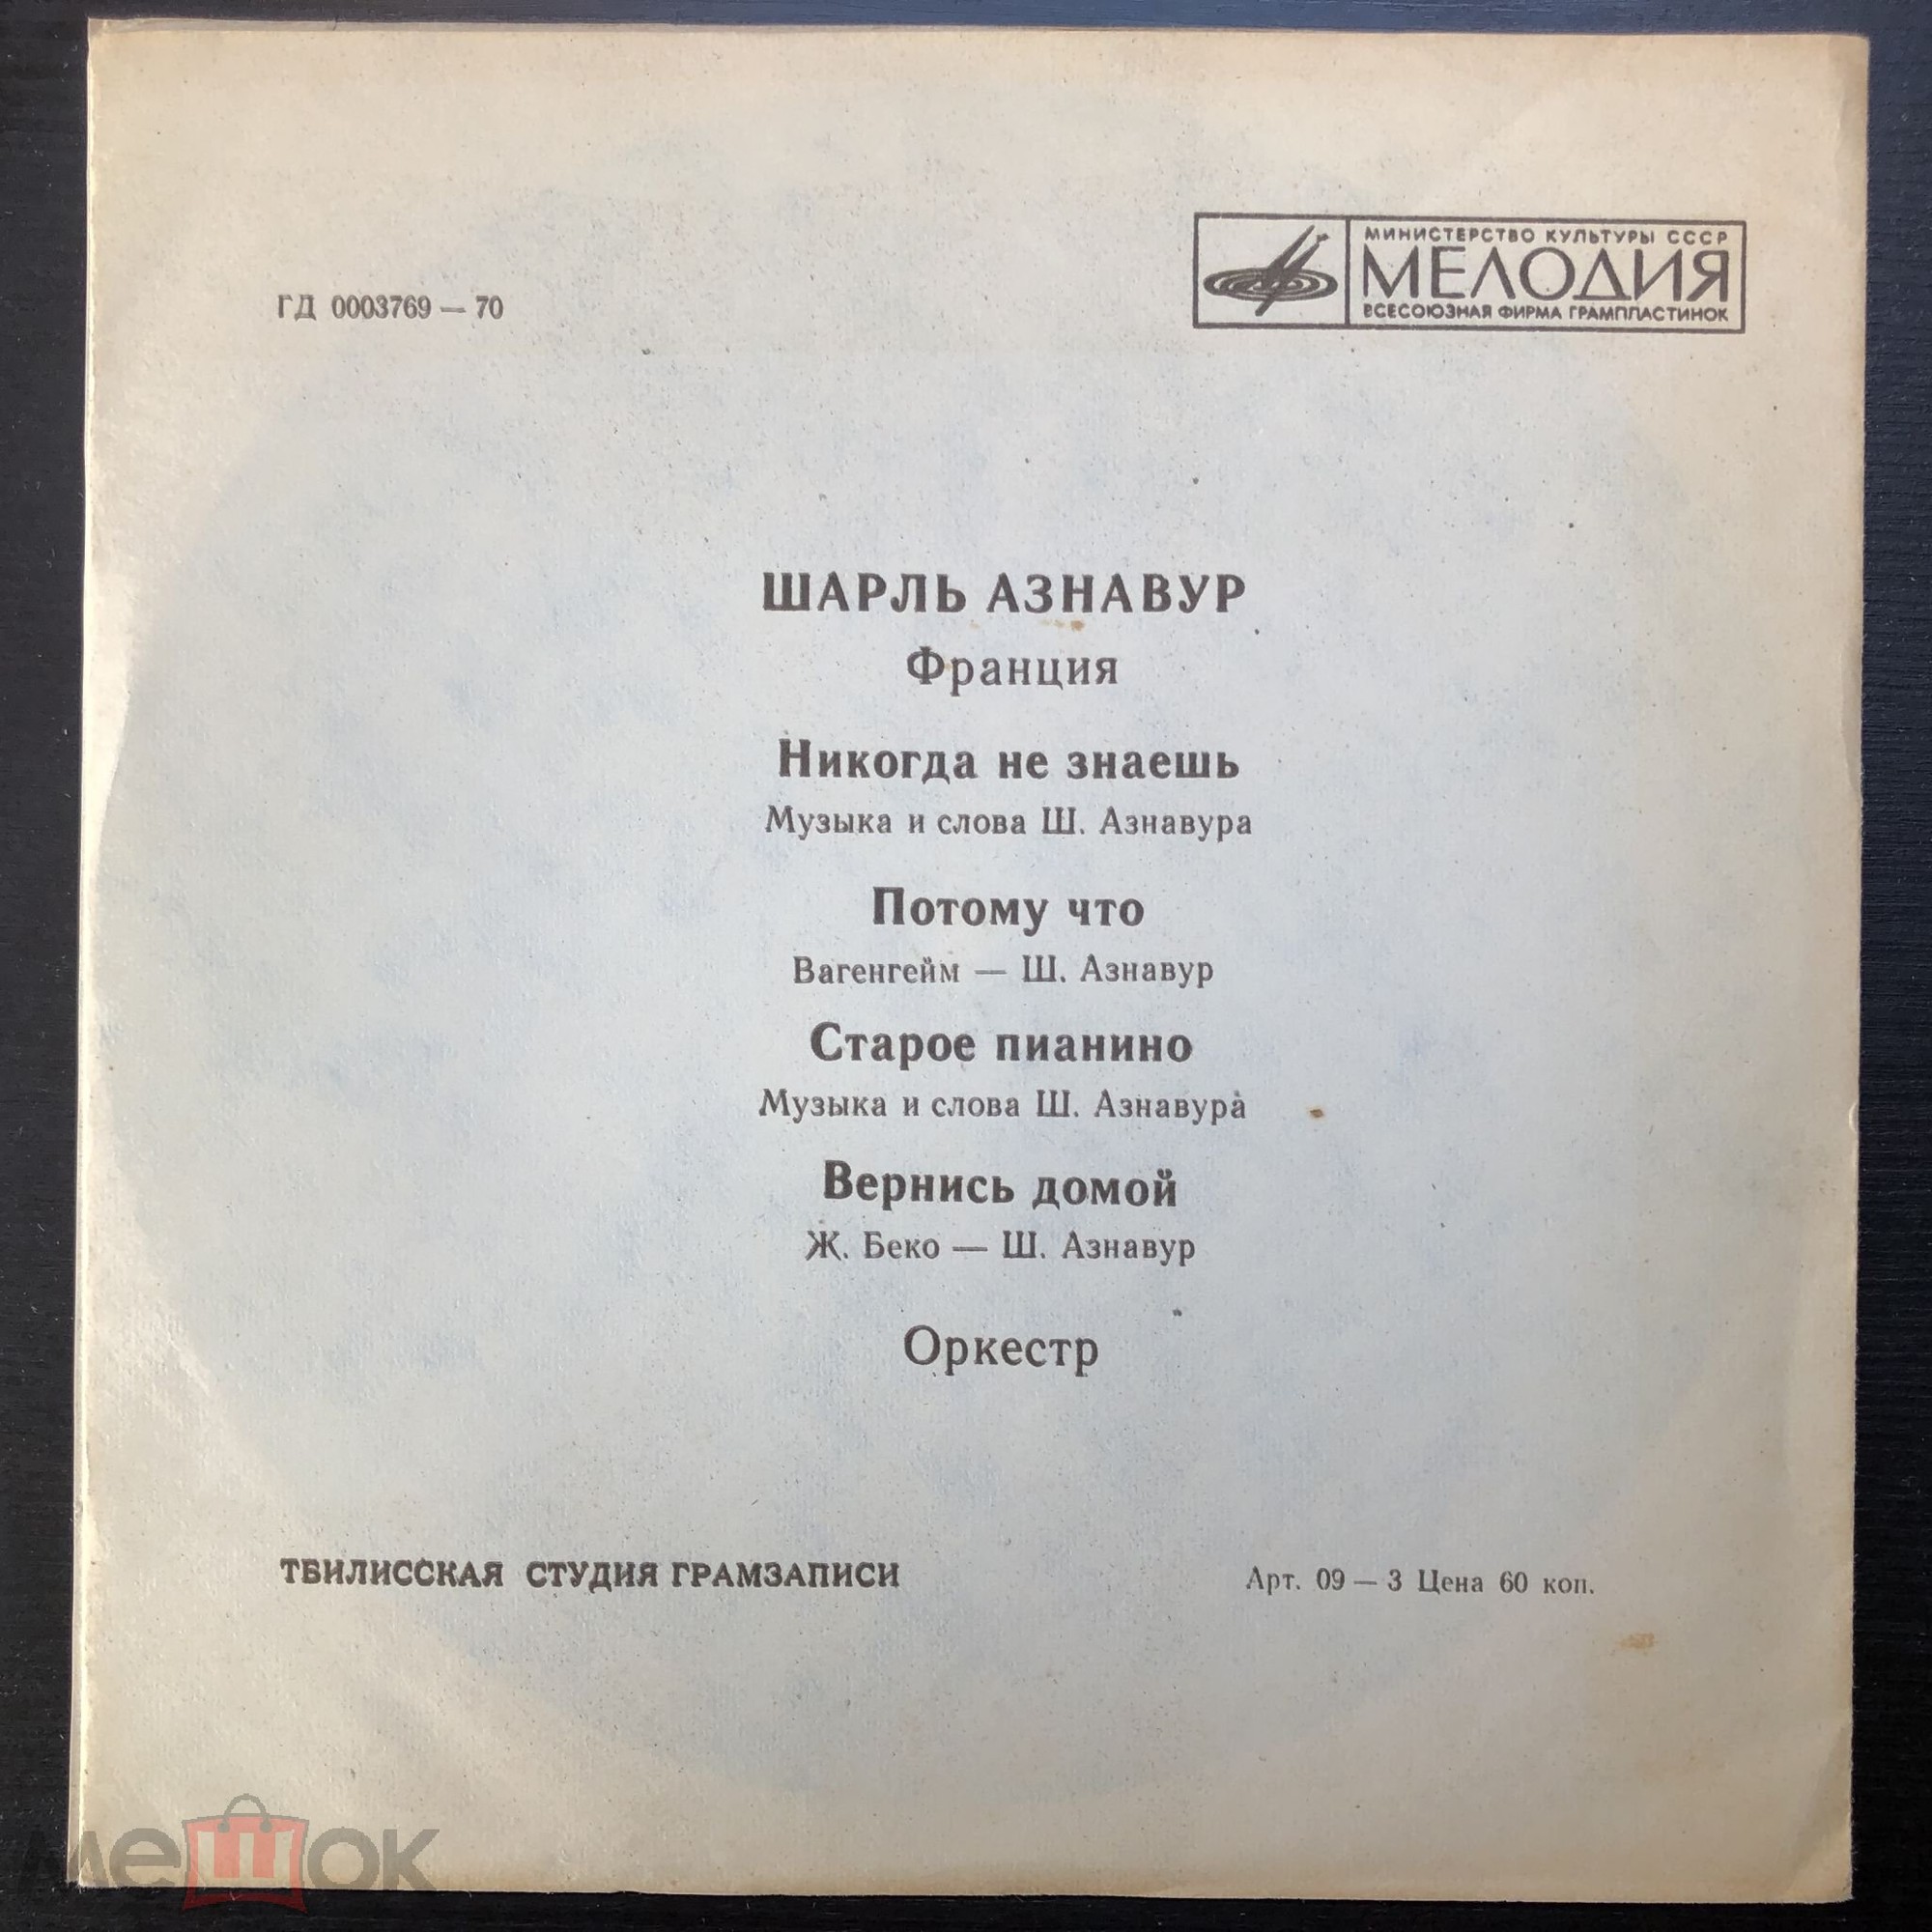 МИНИСТЕРСТВО КУЛЬТУРЫ СССР
МЕЛОДИЯ
ВСЕСОЮЗНАЯ ФИРМА ГРАМПЛАСТИНОК
ГД 0003769 — 70
ШАРЛЬ АЗНАВУР
Франция
Никогда не знаешь
Музыка и слова Ш. Азнавура
Потому что
Вагенгейм — Ш. Азнавур
Старое пианино
Музыка и слова Ш. Азнавура
Вернись домой
Ж. Беко — Ш. Азнавур
Оркестр
ТБИЛИССКАЯ СТУДИЯ ГРАМЗАПИСИ
Арт. 09 — 3 Цена 60 коп.
мешок